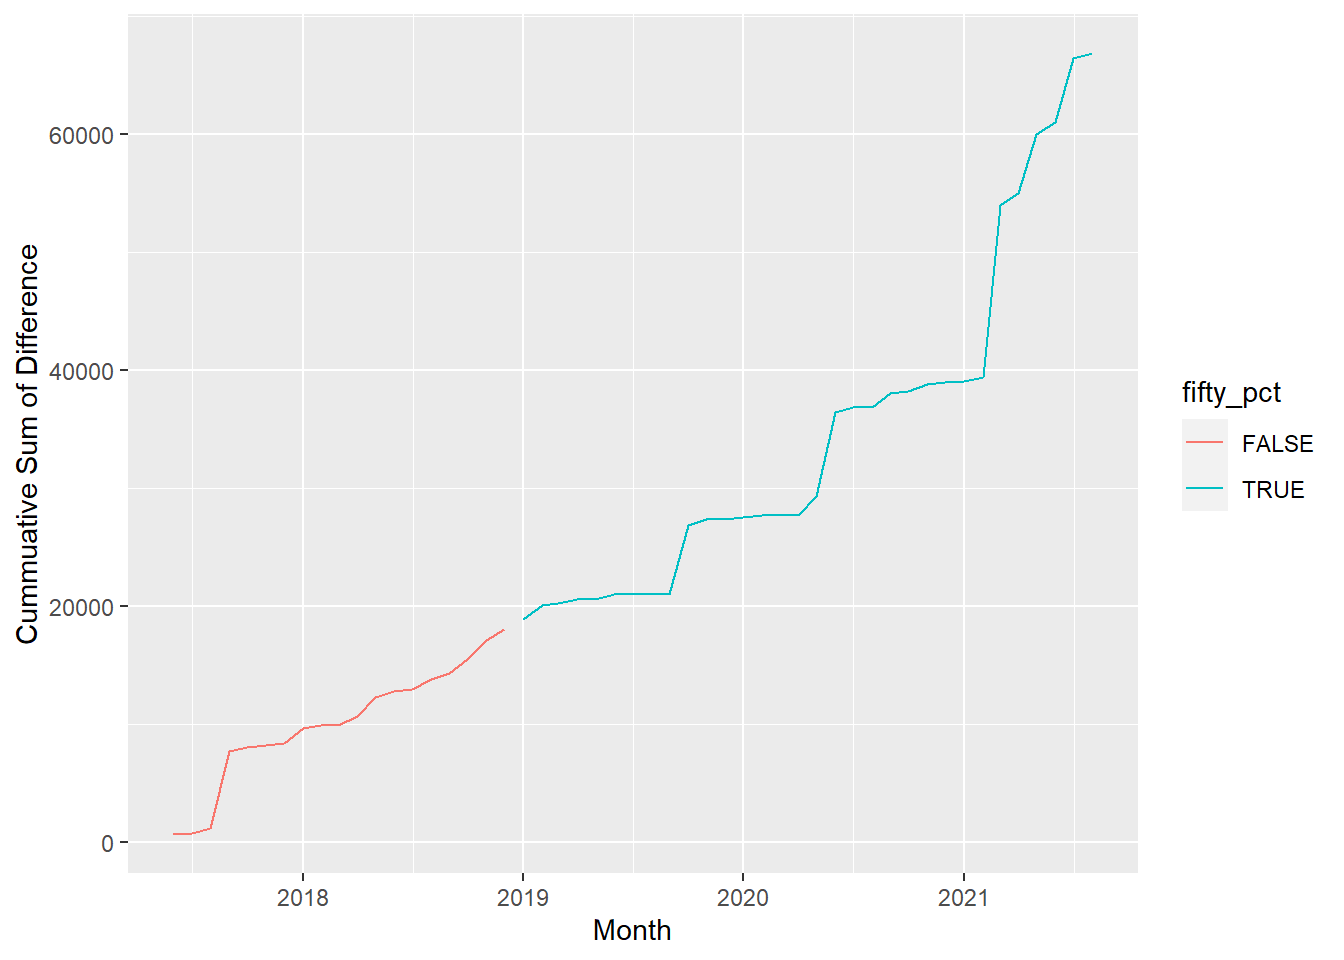 Cummuative Sum of Difference
60000
40000
20000
0
2018
2019
2020
2021
Month
fifty_pct
FALSE
TRUE